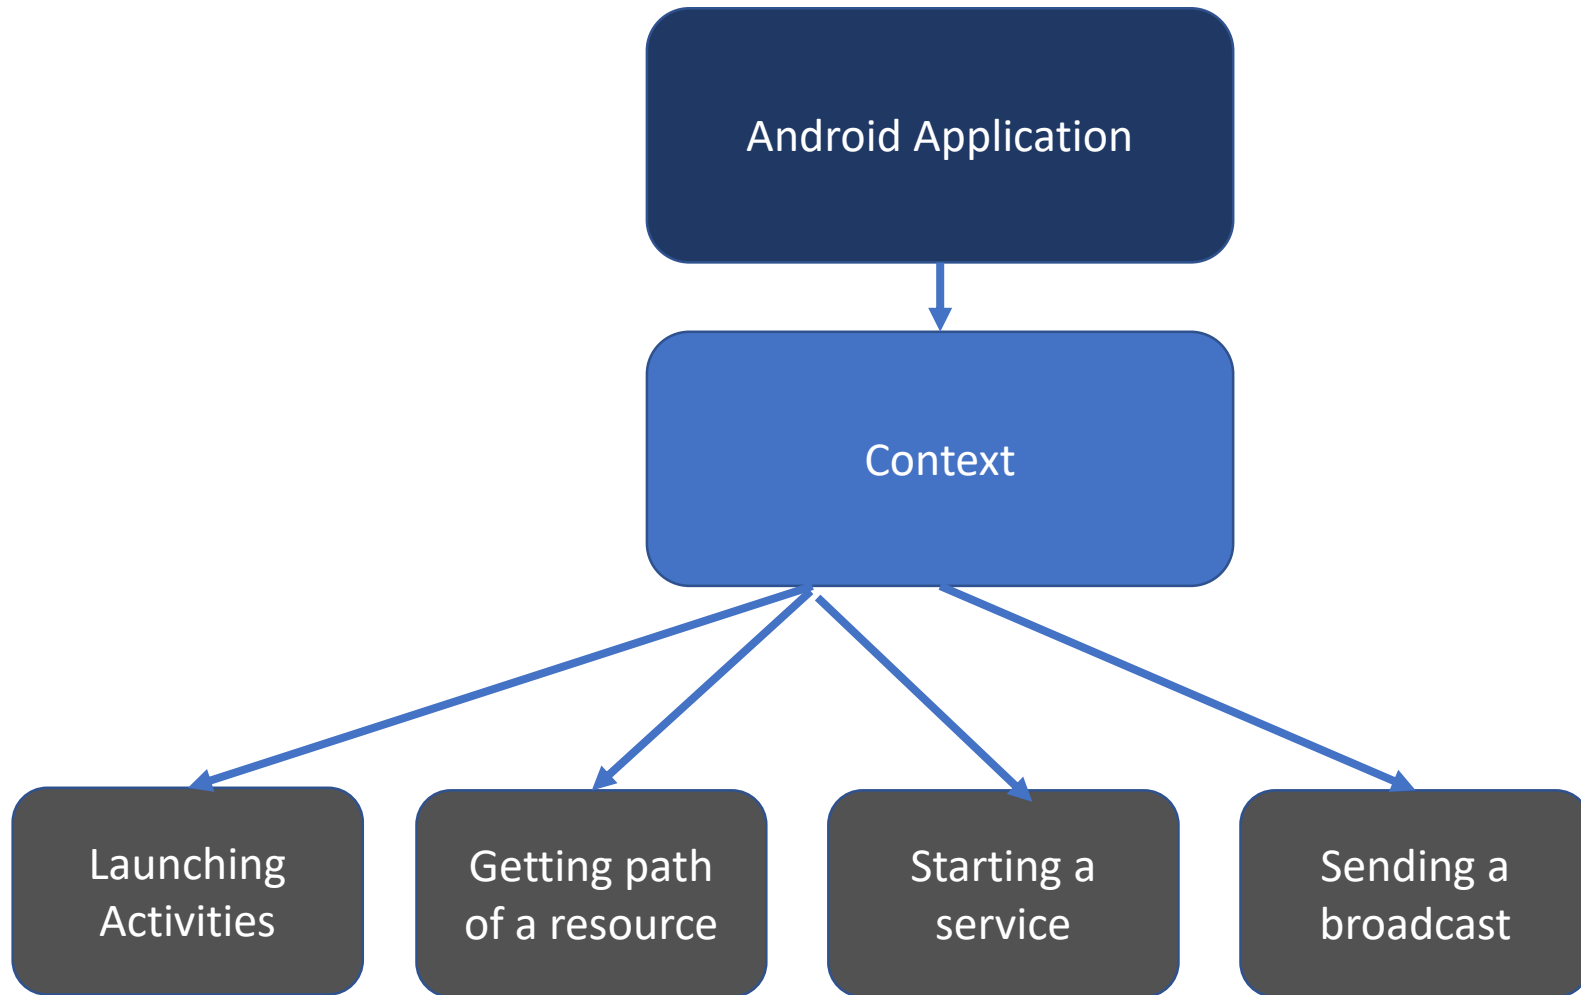 Android Application
Context
Launching
Activities
Getting path
of a resource
Starting a
service
Sending a
broadcast